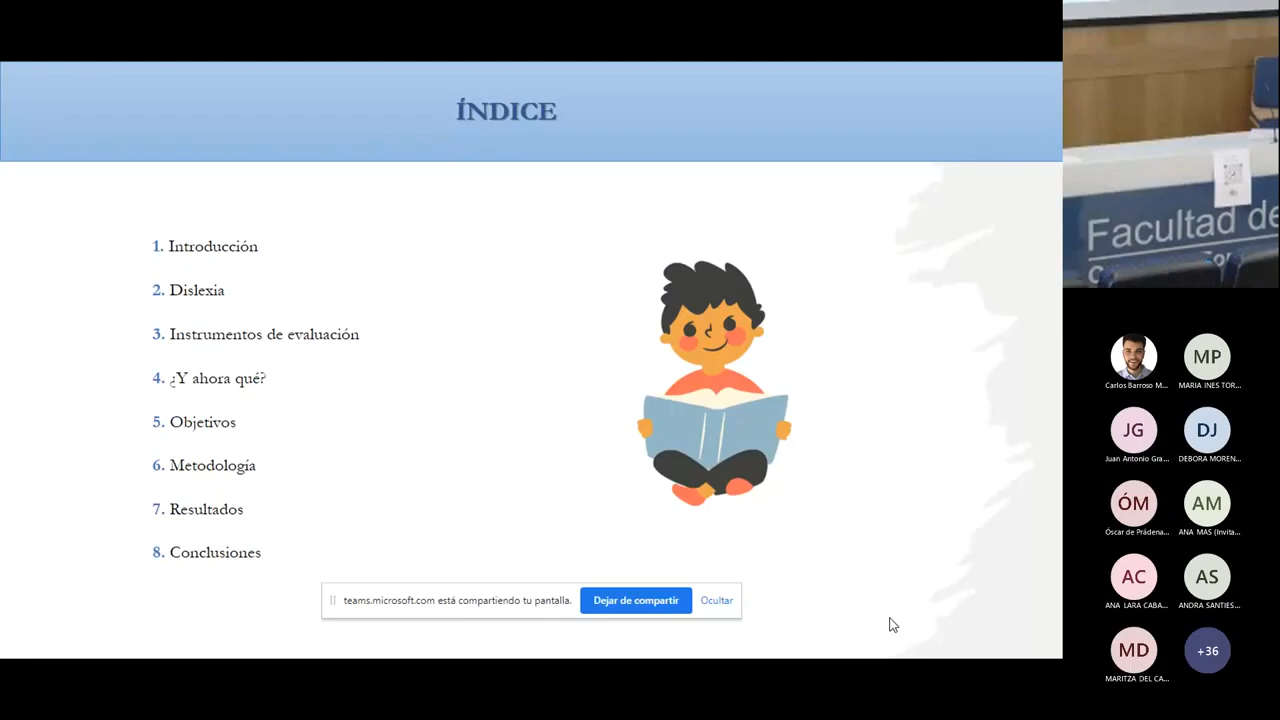 ÍNDICE
1. Introducción
2. Dislexia
3. Instrumentos de evaluación
4. ¿Y ahora qué?
5. Objetivos
6. Metodología
7. Resultados
8. Conclusiones
teams.microsoft.com está compartiendo tu pantalla. Dejar de compartir Ocultar
Facultad de
MP
Carlos Barroso M... MARIA INES TOR...
JG DJ
Juan Antonio Gra... DEBORA MOREN...
ÓM AM
Óscar de Prádena... ANA MAS (Invita...
AC AS
ANA LARA CABA... ANDRA SANTIES...
MD +36
MARITZA DEL CA...